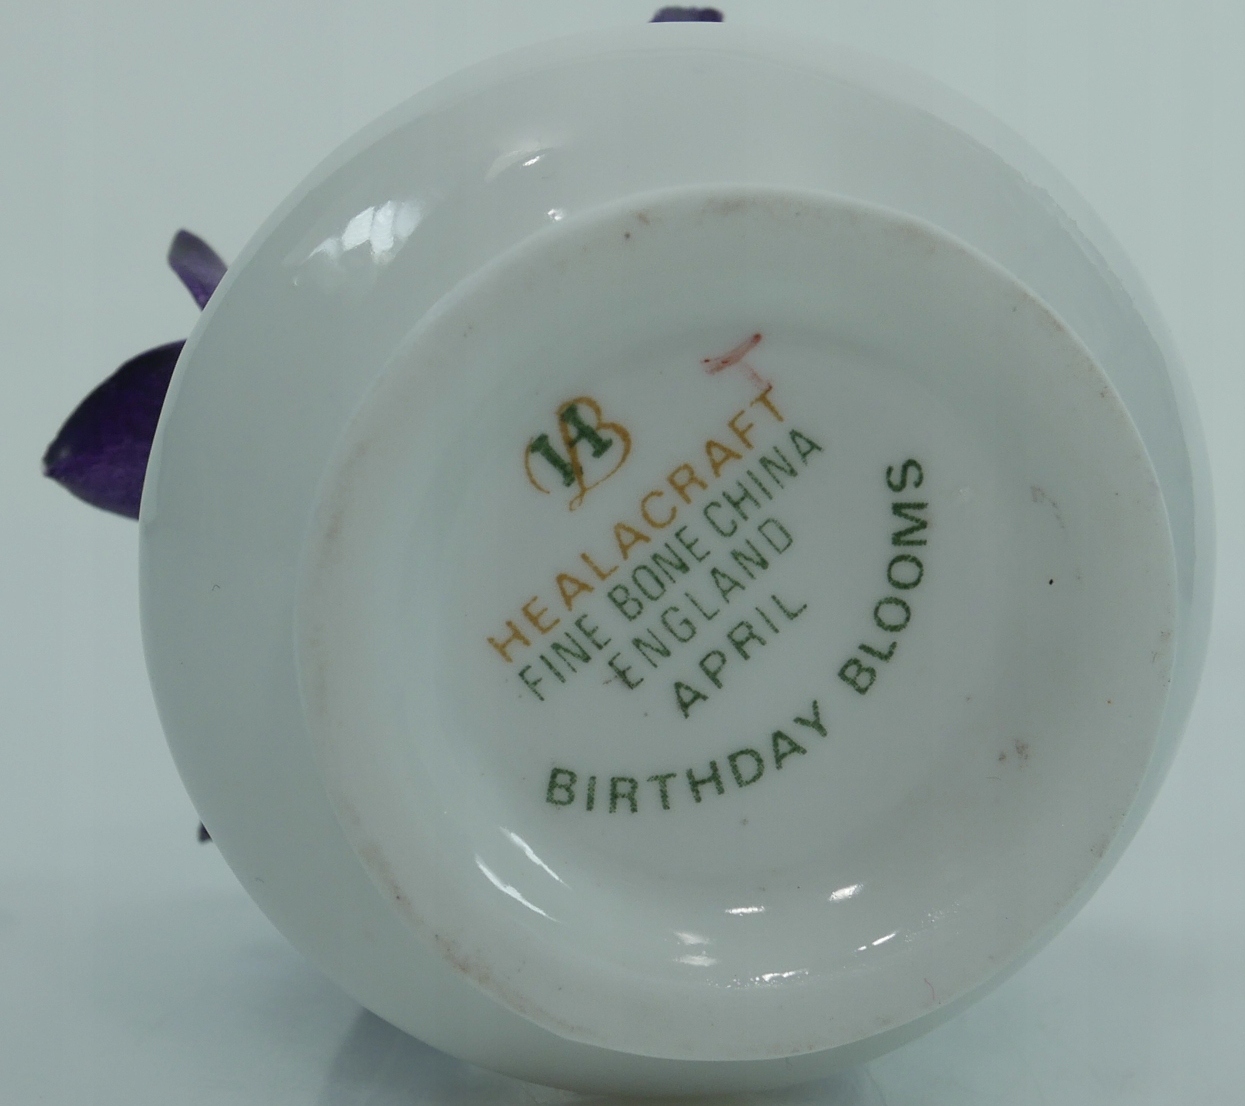 HB
HEALACRAFT
FINE BONE CHINA
ENGLAND
APRIL
BIRTHDAY BLOOMS